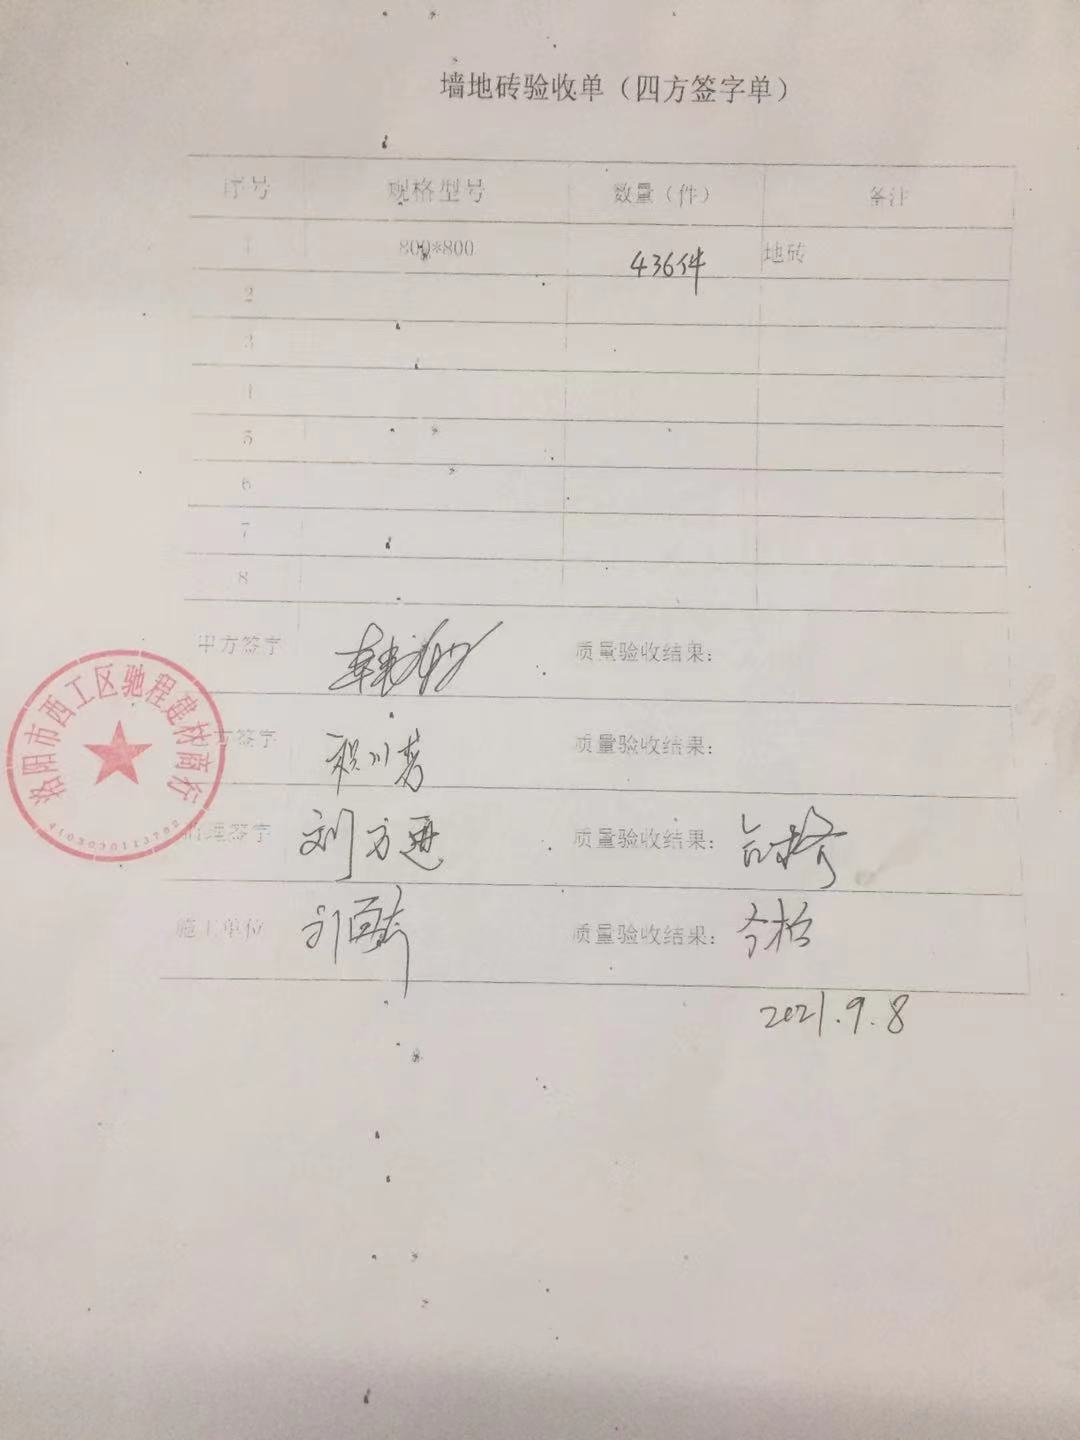 墙地砖验收单（四方签字单）
序号 规格型号 数量（件） 备注
1 800*800 436件 地砖
2
3
4
5
6
7
8
甲方签字 质量验收结果：
乙方签字 质量验收结果：
监理签字 刘方 质量验收结果： 合格
施工单位 质量验收结果： 合格
2021.9.8
洛阳市西工区驰程建材商行